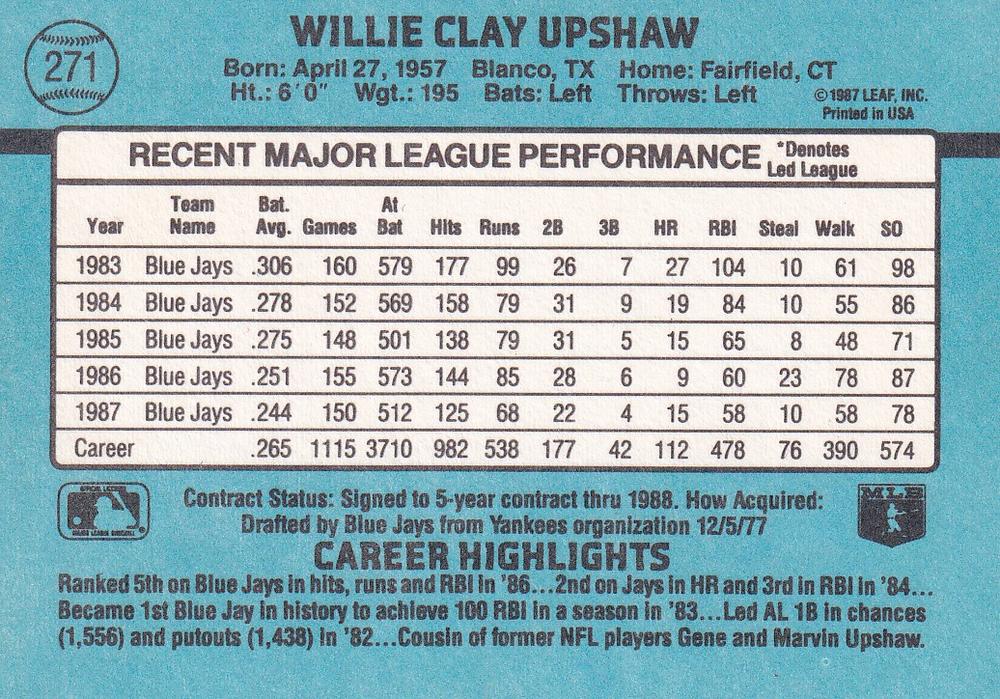 271
WILLIE CLAY UPSHAW
Born: April 27, 1957 Blanco, TX Home: Fairfield, CT
Ht.: 6'0" Wgt.: 195 Bats: Left Throws: Left
©1987 LEAF, INC.
Printed in USA
RECENT MAJOR LEAGUE PERFORMANCE *Denotes Led League
Year Team Name Bat. Avg. Games At Bat Hits Runs 2B 3B HR RBI Steal Walk SO
1983 Blue Jays .306 160 579 177 99 26 7 27 104 10 61 98
1984 Blue Jays .278 152 569 158 79 31 9 19 84 10 55 86
1985 Blue Jays .275 148 501 138 79 31 5 15 65 8 48 71
1986 Blue Jays .251 155 573 144 85 28 6 9 60 23 78 87
1987 Blue Jays .244 150 512 125 68 22 4 15 58 10 58 78
Career .265 1115 3710 982 538 177 42 112 478 76 390 574
OFFICIAL LICENSEE
MAJOR LEAGUE BASEBALL
MLB
Contract Status: Signed to 5-year contract thru 1988. How Acquired:
Drafted by Blue Jays from Yankees organization 12/5/77
CAREER HIGHLIGHTS
Ranked 5th on Blue Jays in hits, runs and RBI in '86...2nd on Jays in HR and 3rd in RBI in '84...
Became 1st Blue Jay in history to achieve 100 RBI in a season in '83...Led AL 1B in chances
(1,556) and putouts (1,438) in '82...Cousin of former NFL players Gene and Marvin Upshaw.